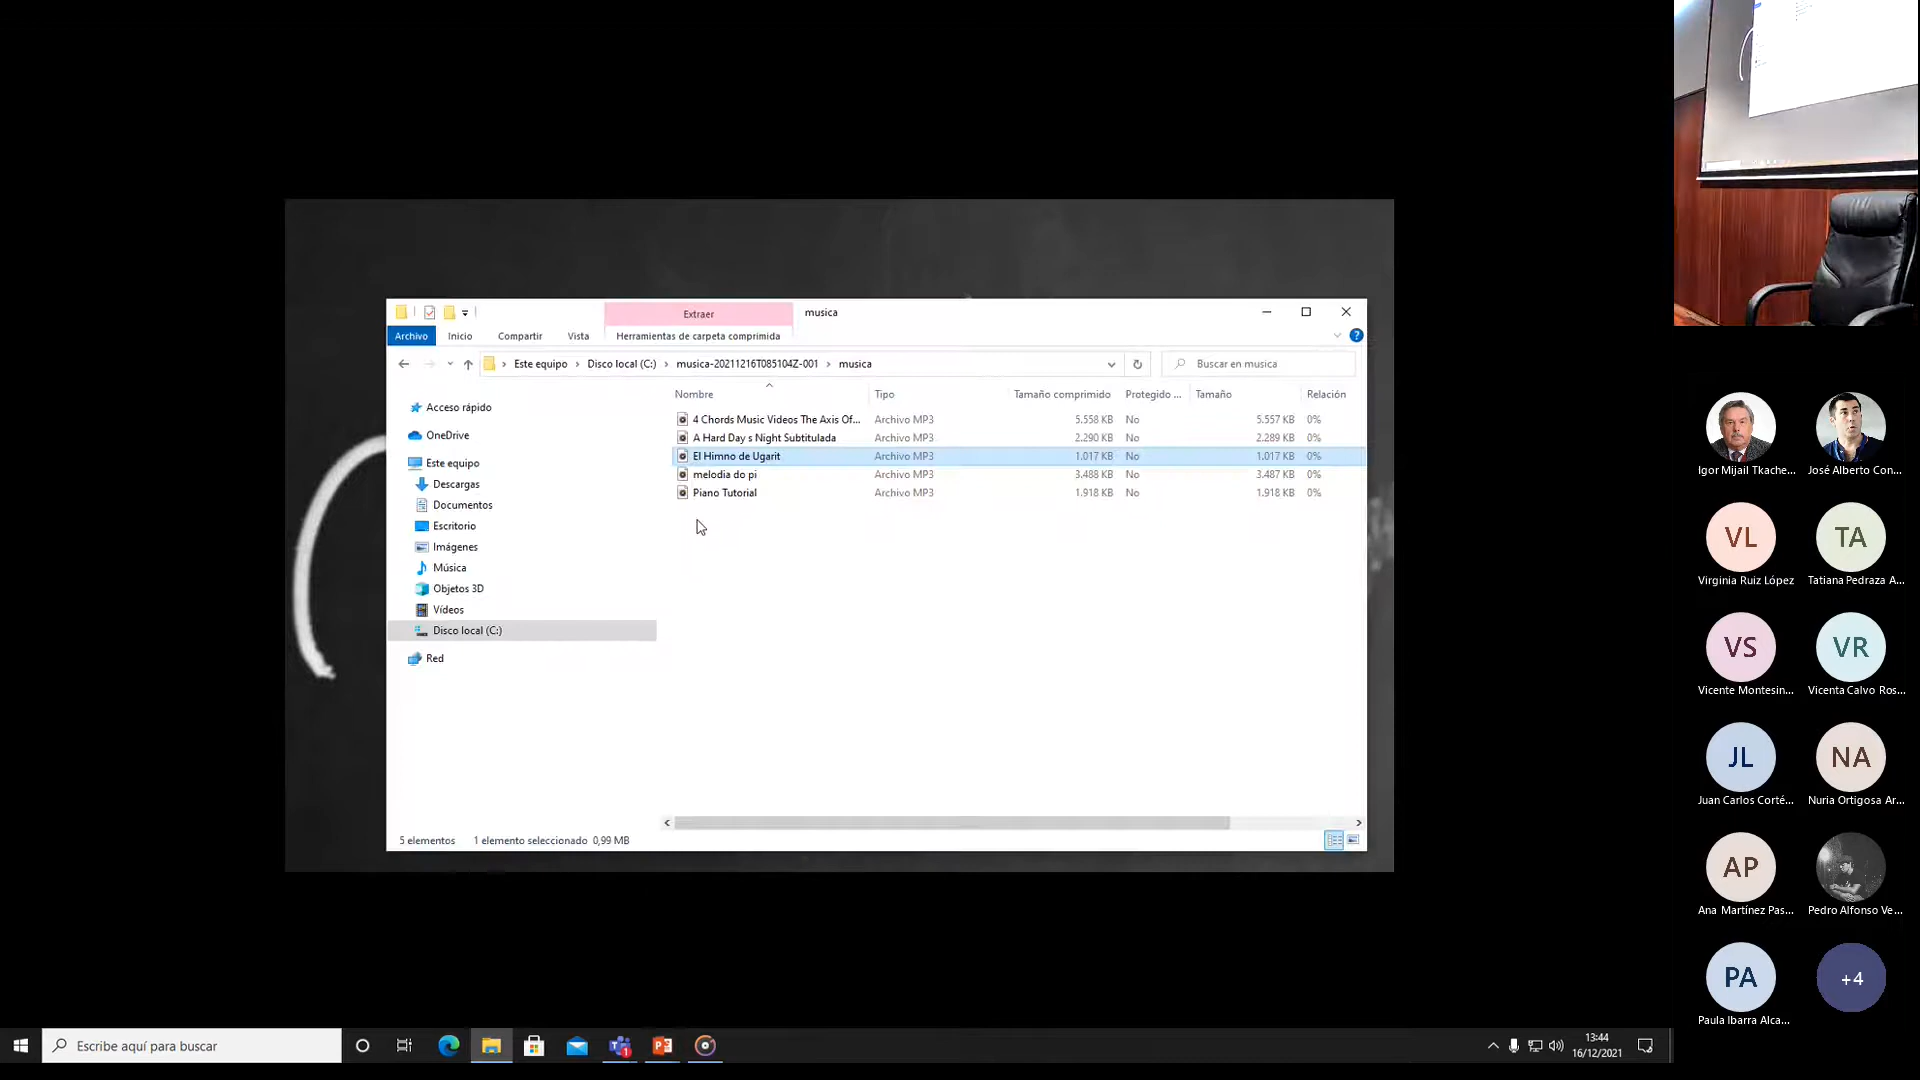 Extraer
musica
Archivo
Inicio
Compartir
Vista
Herramientas de carpeta comprimida
?
Este equipo > Disco local (C:) > musica-20211216T085104Z-001 > musica
Buscar en musica
Nombre Tipo Tamaño comprimido Protegido ... Tamaño Relación
4 Chords Music Videos The Axis Of... Archivo MP3 5.558 KB No 5.557 KB 0%
A Hard Day s Night Subtitulada Archivo MP3 2.290 KB No 2.289 KB 0%
El Himno de Ugarit Archivo MP3 1.017 KB No 1.017 KB 0%
melodia do pi Archivo MP3 3.488 KB No 3.487 KB 0%
Piano Tutorial Archivo MP3 1.918 KB No 1.918 KB 0%
Acceso rápido
OneDrive
Este equipo
Descargas
Documentos
Escritorio
Imágenes
Música
Objetos 3D
Vídeos
Disco local (C:)
Red
5 elementos 1 elemento seleccionado 0,99 MB
Igor Mijail Tkache...
José Alberto Con...
VL
Virginia Ruiz López
TA
Tatiana Pedraza A...
VS
Vicente Montesin...
VR
Vicenta Calvo Ros...
JL
Juan Carlos Corté...
NA
Nuria Ortigosa Ar...
AP
Ana Martínez Pas...
Pedro Alfonso Ve...
PA
Paula Ibarra Alca...
+4
Escribe aquí para buscar
13:44
16/12/2021